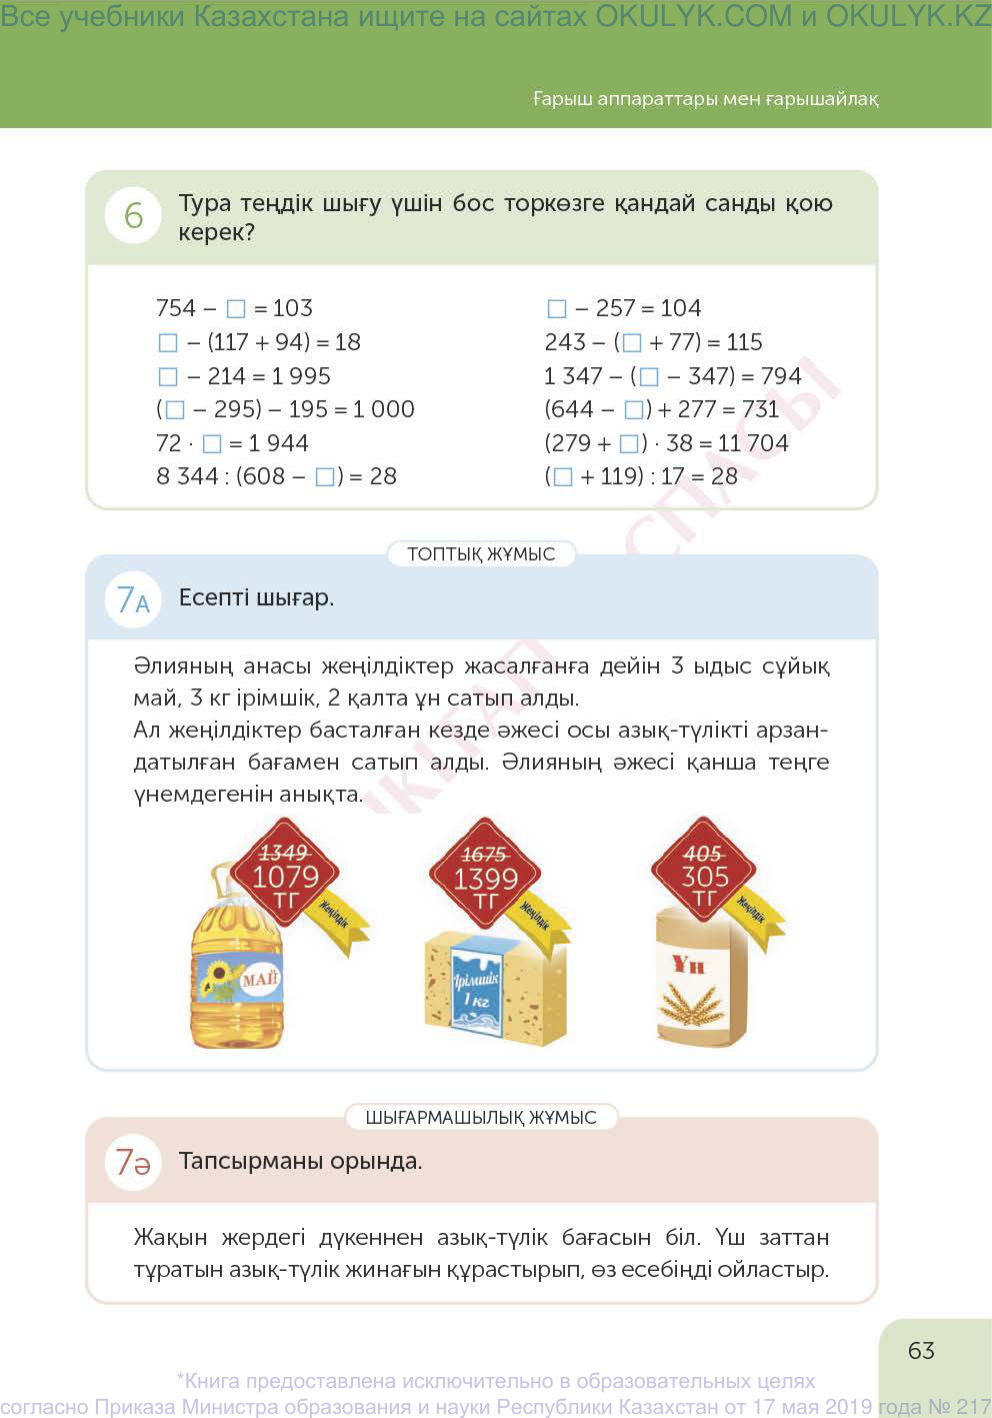 Все учебники Казахстана ищите на сайтах OKULYK.COM и OKULYK.KZ
Ғарыш аппараттары мен ғарышайлақ
6
Тура теңдік шығу үшін бос торкөзге қандай санды қою
керек?
754 – □ = 103
□ – (117 + 94) = 18
□ – 214 = 1 995
(□ – 295) – 195 = 1 000
72 · □ = 1 944
8 344 : (608 – □) = 28
□ – 257 = 104
243 – (□ + 77) = 115
1 347 – (□ – 347) = 794
(644 – □) + 277 = 731
(279 + □) · 38 = 11 704
(□ + 119) : 17 = 28
ТОПТЫҚ ЖҰМЫС
7А
Есепті шығар.
Әлияның анасы жеңілдіктер жасалғанға дейін 3 ыдыс сұйық
май, 3 кг ірімшік, 2 қалта ұн сатып алды.
Ал жеңілдіктер басталған кезде әжесі осы азық-түлікті арзан-
датылған бағамен сатып алды. Әлияның әжесі қанша теңге
үнемдегенін анықта.
1349
1079
ТГ
Жеңілдік
МАЙ
1675
1399
ТГ
Жеңілдік
Ірімшік
1 кг
405
305
ТГ
Жеңілдік
Ұн
ШЫҒАРМАШЫЛЫҚ ЖҰМЫС
7ә
Тапсырманы орында.
Жақын жердегі дүкеннен азық-түлік бағасын біл. Үш заттан
тұратын азық-түлік жинағын құрастырып, өз есебіңді ойластыр.
63
*Книга предоставлена исключительно в образовательных целях
согласно Приказа Министра образования и науки Республики Казахстан от 17 мая 2019 года № 217